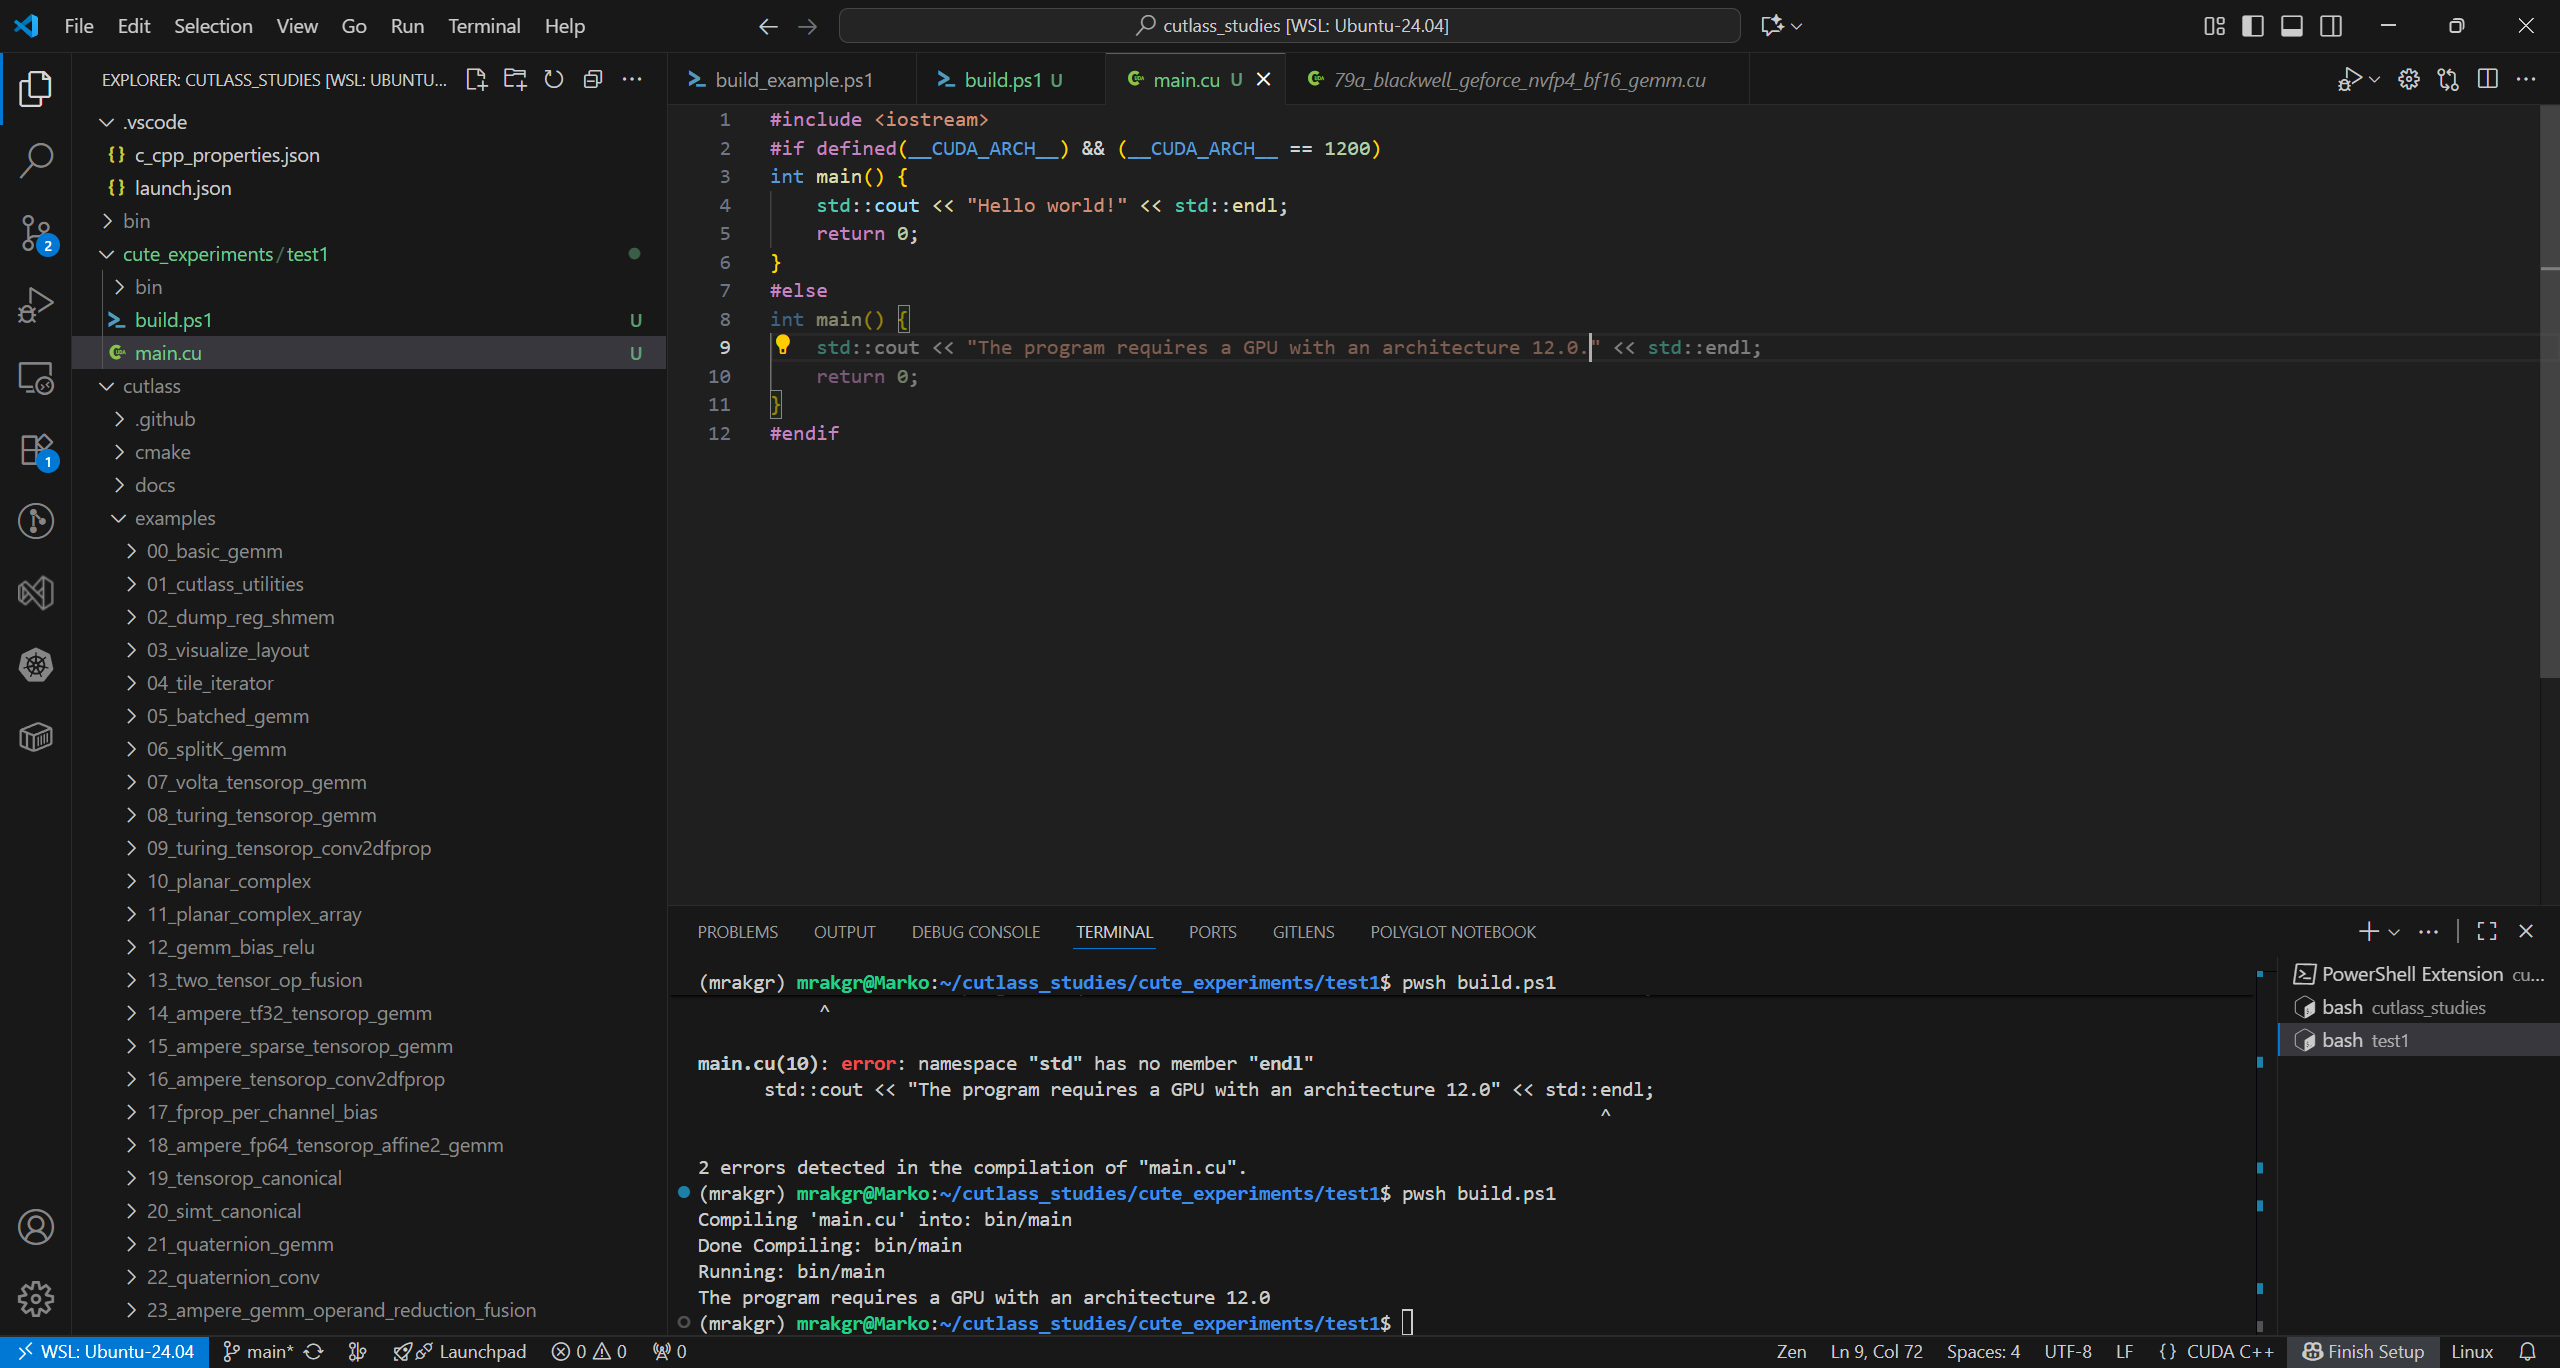 File Edit Selection View Go Run Terminal Help
cutlass_studies [WSL: Ubuntu-24.04]
EXPLORER: CUTLASS_STUDIES [WSL: UBUNTU...
.vscode
{} c_cpp_properties.json
{} launch.json
bin
cute_experiments/test1
bin
build.ps1 U
main.cu U
cutlass
.github
cmake
docs
examples
00_basic_gemm
01_cutlass_utilities
02_dump_reg_shmem
03_visualize_layout
04_tile_iterator
05_batched_gemm
06_splitK_gemm
07_volta_tensorop_gemm
08_turing_tensorop_gemm
09_turing_tensorop_conv2dfprop
10_planar_complex
11_planar_complex_array
12_gemm_bias_relu
13_two_tensor_op_fusion
14_ampere_tf32_tensorop_gemm
15_ampere_sparse_tensorop_gemm
16_ampere_tensorop_conv2dfprop
17_fprop_per_channel_bias
18_ampere_fp64_tensorop_affine2_gemm
19_tensorop_canonical
20_simt_canonical
21_quaternion_gemm
22_quaternion_conv
23_ampere_gemm_operand_reduction_fusion
2
1
build_example.ps1 build.ps1 U main.cu U 79a_blackwell_geforce_nvfp4_bf16_gemm.cu
1 #include <iostream>
2 #if defined(__CUDA_ARCH__) && (__CUDA_ARCH__ == 1200)
3 int main() {
4 std::cout << "Hello world!" << std::endl;
5 return 0;
6 }
7 #else
8 int main() {
9 std::cout << "The program requires a GPU with an architecture 12.0." << std::endl;
10 return 0;
11 }
12 #endif
PROBLEMS OUTPUT DEBUG CONSOLE TERMINAL PORTS GITLENS POLYGLOT NOTEBOOK
(mrakgr) mrakgr@Marko:~/cutlass_studies/cute_experiments/test1$ pwsh build.ps1
^
main.cu(10): error: namespace "std" has no member "endl"
std::cout << "The program requires a GPU with an architecture 12.0" << std::endl;
^
2 errors detected in the compilation of "main.cu".
(mrakgr) mrakgr@Marko:~/cutlass_studies/cute_experiments/test1$ pwsh build.ps1
Compiling 'main.cu' into: bin/main
Done Compiling: bin/main
Running: bin/main
The program requires a GPU with an architecture 12.0
(mrakgr) mrakgr@Marko:~/cutlass_studies/cute_experiments/test1$
PowerShell Extension cu...
bash cutlass_studies
bash test1
WSL: Ubuntu-24.04 main* Launchpad 0 0 0 Zen Ln 9, Col 72 Spaces: 4 UTF-8 LF {} CUDA C++ Finish Setup Linux